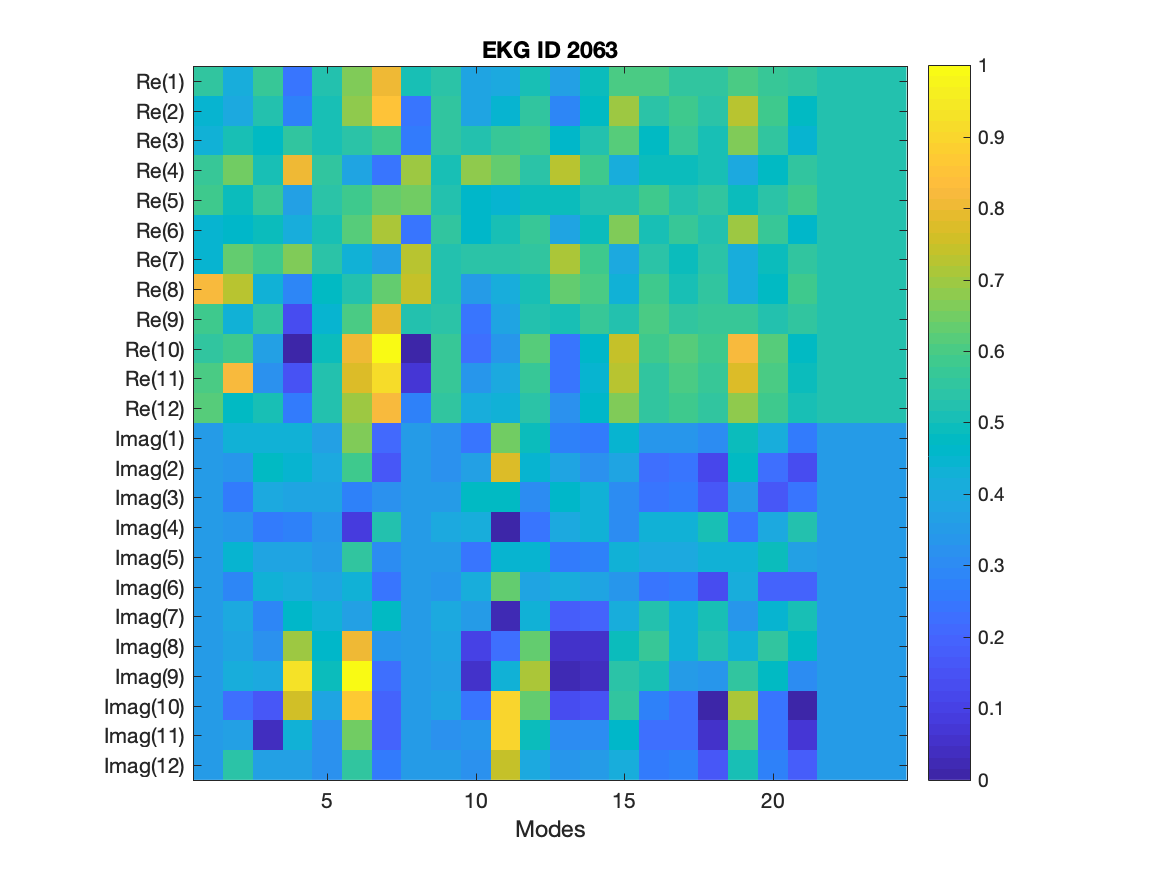 EKG ID 2063
Re(1)
Re(2)
Re(3)
Re(4)
Re(5)
Re(6)
Re(7)
Re(8)
Re(9)
Re(10)
Re(11)
Re(12)
Imag(1)
Imag(2)
Imag(3)
Imag(4)
Imag(5)
Imag(6)
Imag(7)
Imag(8)
Imag(9)
Imag(10)
Imag(11)
Imag(12)
5 10 15 20
Modes
1
0.9
0.8
0.7
0.6
0.5
0.4
0.3
0.2
0.1
0